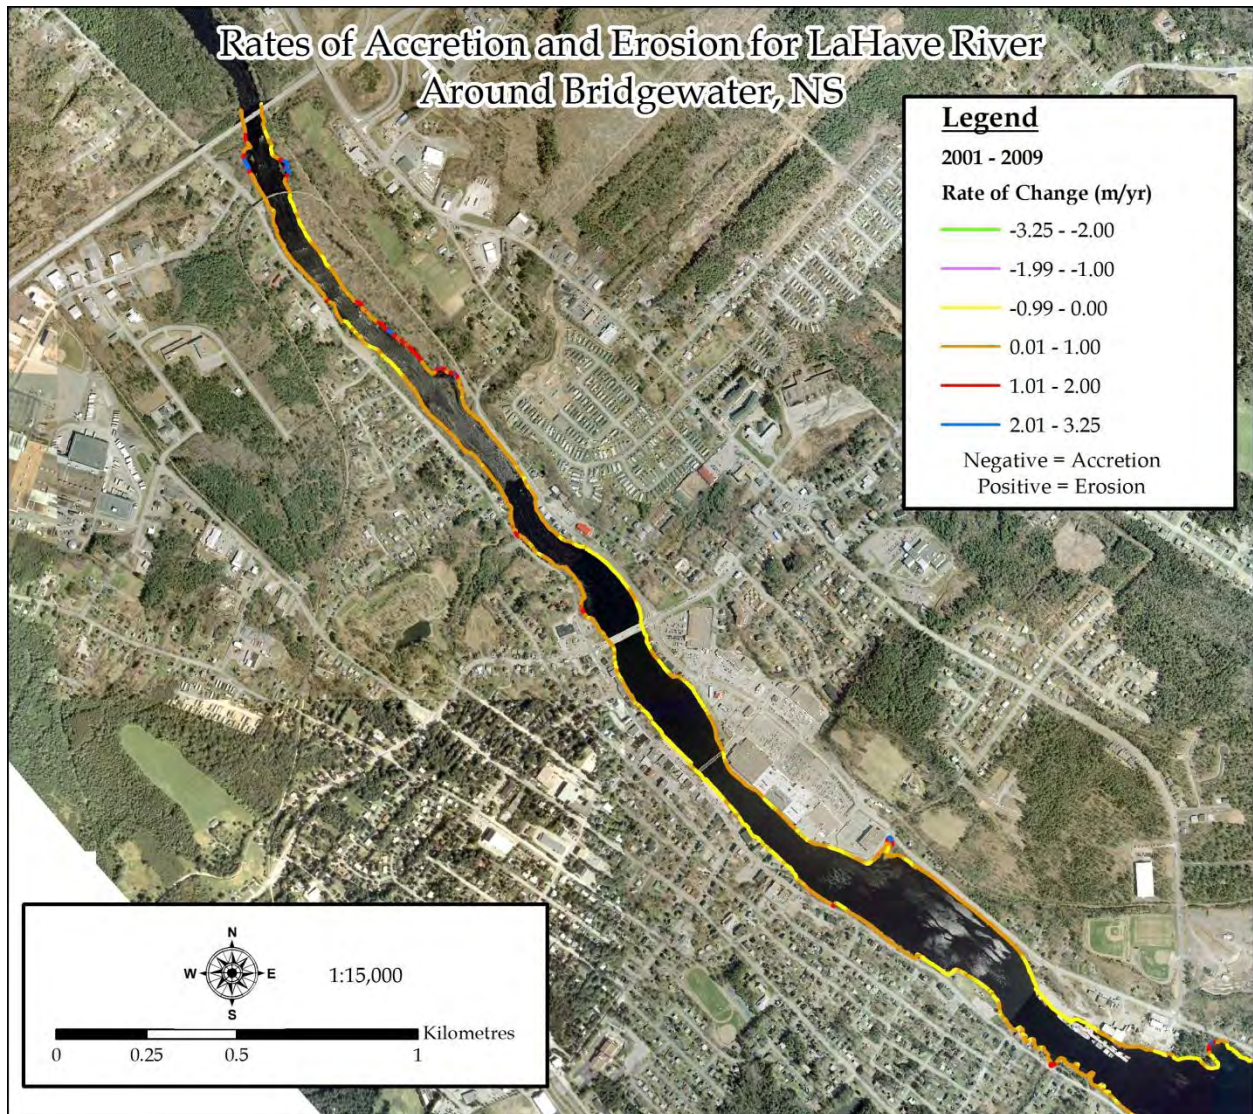 Rates of Accretion and Erosion for LaHave River
Around Bridgewater, NS
Legend
2001 - 2009
Rate of Change (m/yr)
-3.25 - -2.00
-1.99 - -1.00
-0.99 - 0.00
0.01 - 1.00
1.01 - 2.00
2.01 - 3.25
Negative = Accretion
Positive = Erosion
N
W E
S
1:15,000
Kilometres
0 0.25 0.5 1